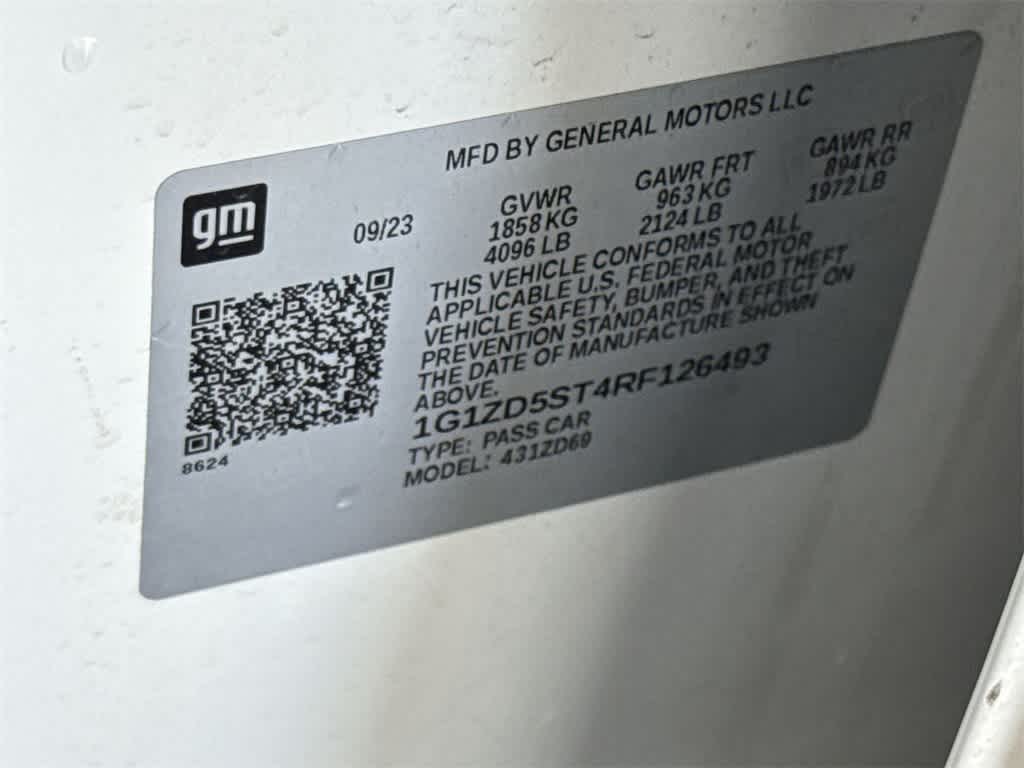 MFD BY GENERAL MOTORS LLC
gm
09/23
GVWR
1858 KG
4096 LB
GAWR FRT
963 KG
2124 LB
GAWR RR
894 KG
1972 LB
THIS VEHICLE CONFORMS TO ALL
APPLICABLE U.S. FEDERAL MOTOR
VEHICLE SAFETY, BUMPER, AND THEFT
PREVENTION STANDARDS IN EFFECT ON
THE DATE OF MANUFACTURE SHOWN
ABOVE.
1G1ZD5ST4RF126493
TYPE: PASS CAR
MODEL: 431ZD69
8624